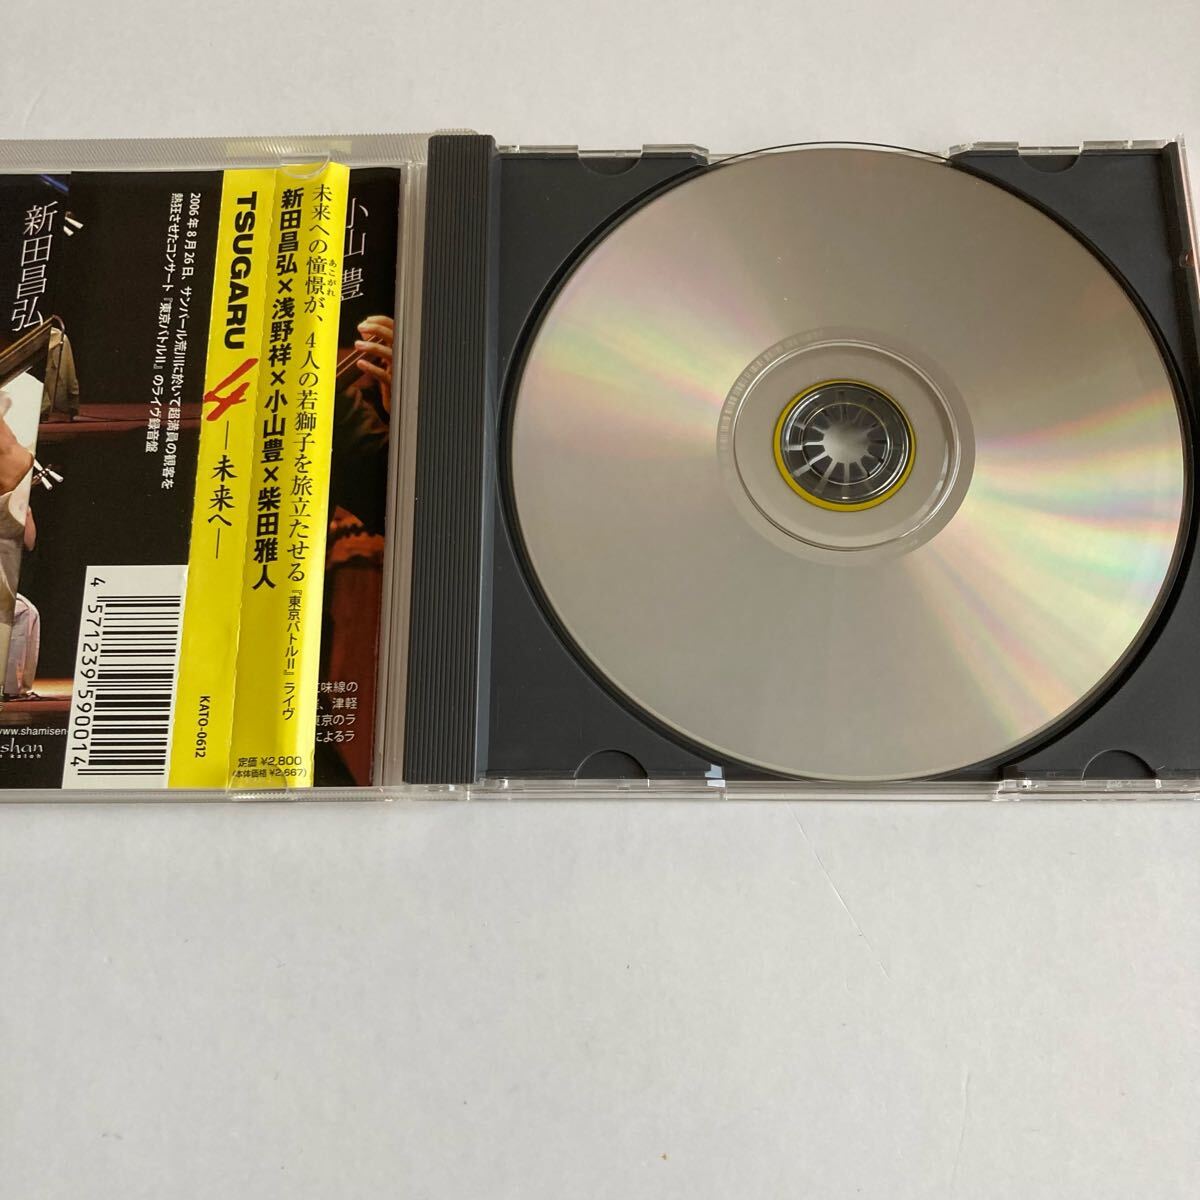 新田昌弘
小山 豊
未来への憧憬が、4人の若獅子を旅立たせる『東京バトルII』ライヴ
あこがれ
新田昌弘×浅野祥×小山豊×柴田雅人
TSUGARU 4 ―未来へ―
2006年8月26日、サンパール荒川に於いて超満員の観客を
熱狂させたコンサート『東京バトルII』のライヴ録音盤
4 571239 590014
KATO-0612
定価 ¥2,800
(本体価格 ¥2,667)
味線の
、津軽
東京のラ
によるラ
www.shamisen
shan